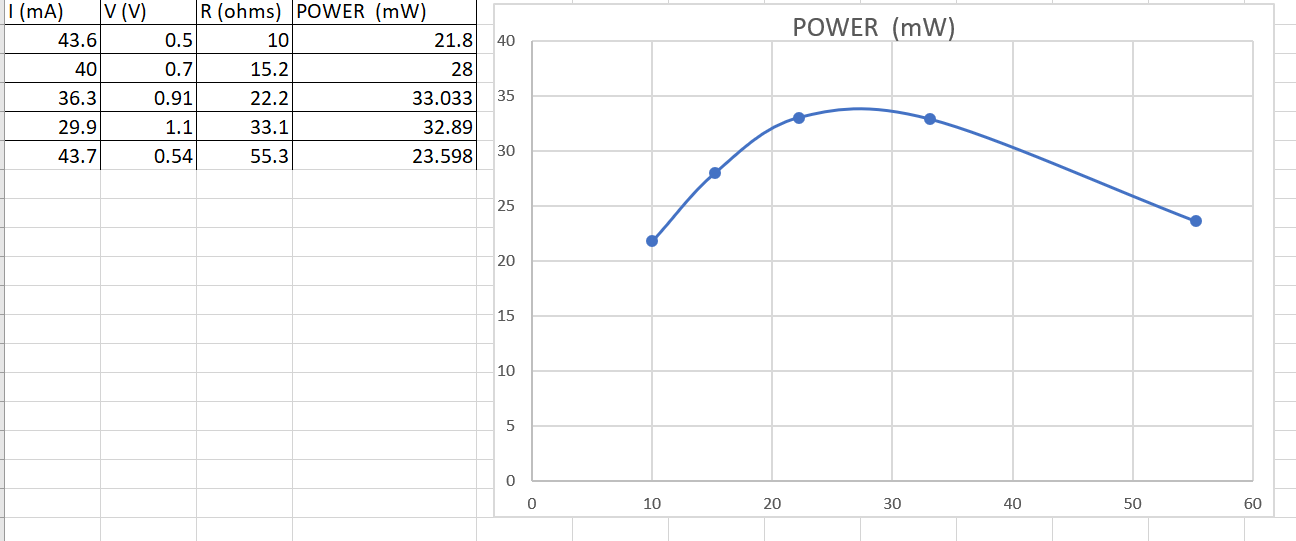 I (mA) V (V) R (ohms) POWER (mW)
43.6 0.5 10 21.8
40 0.7 15.2 28
36.3 0.91 22.2 33.033
29.9 1.1 33.1 32.89
43.7 0.54 55.3 23.598
POWER (mW)
40
35
30
25
20
15
10
5
0
0 10 20 30 40 50 60